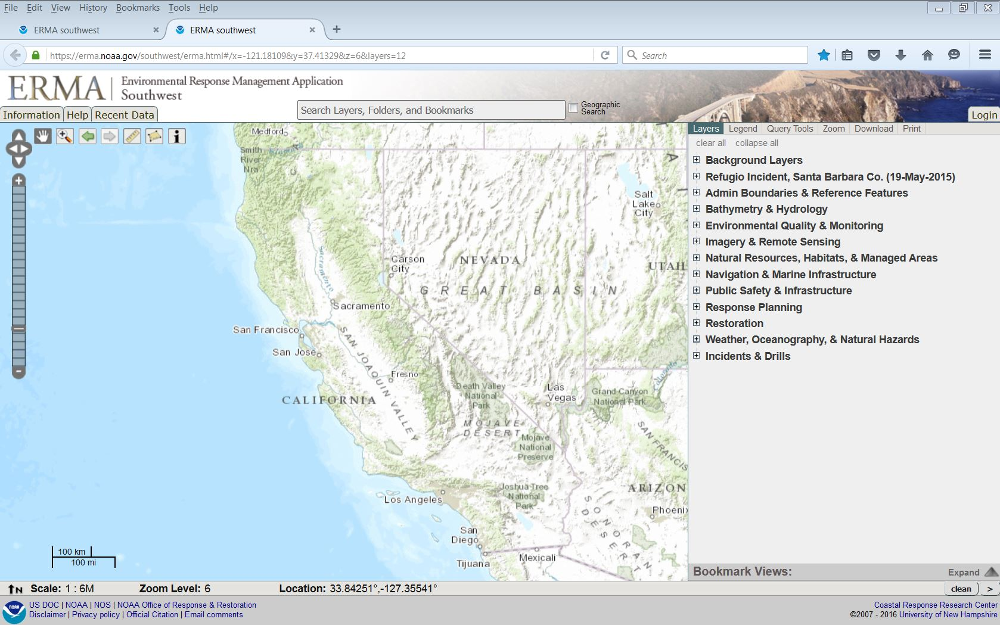 File Edit View History Bookmarks Tools Help
ERMA southwest
ERMA southwest
https://erma.noaa.gov/southwest/erma.html#/x=-121.18109&y=37.41329&z=6&layers=12
Search
ERMA
Environmental Response Management Application
Southwest
Search Layers, Folders, and Bookmarks
Geographic
Search
Information Help Recent Data
Login
Layers Legend Query Tools Zoom Download Print
clear all collapse all
Background Layers
Refugio Incident, Santa Barbara Co. (19-May-2015)
Admin Boundaries & Reference Features
Bathymetry & Hydrology
Environmental Quality & Monitoring
Imagery & Remote Sensing
Natural Resources, Habitats, & Managed Areas
Navigation & Marine Infrastructure
Public Safety & Infrastructure
Response Planning
Restoration
Weather, Oceanography, & Natural Hazards
Incidents & Drills
Medford
Smith
River
Nra
Klamath
Salt
Lake
City
Sacramento
Carson
City
NEVADA
UTAH
GREAT BASIN
Sacramento
San Francisco
San Jose
SAN JOAQUIN VALLEY
Fresno
CALIFORNIA
Death Valley
National
Park
Las
Vegas
Grand Canyon
National Park
Colorado
MOJAVE
DESERT
Mojave
National
Preserve
SAN FRANCIS
Joshua Tree
National
Park
ARIZON
Los Angeles
Phoenix
SONORAN
DESERT
San
Diego
Tijuana
Mexicali
100 km
100 mi
Bookmark Views:
Expand
N Scale: 1 : 6M Zoom Level: 6 Location: 33.84251°,-127.35541°
clean >
NOAA
US DOC | NOAA | NOS | NOAA Office of Response & Restoration
Disclaimer | Privacy policy | Official Citation | Email comments
Coastal Response Research Center
©2007 - 2016 University of New Hampshire